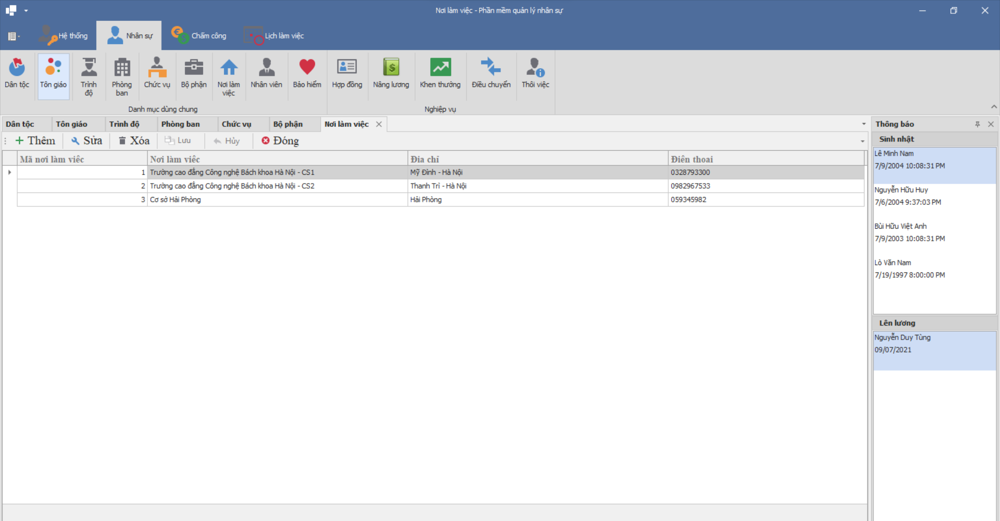 Nơi làm việc - Phần mềm quản lý nhân sự
Hệ thống
Nhân sự
Chấm công
Lịch làm việc
Dân tộc
Tôn giáo
Trình độ
Phòng ban
Chức vụ
Bộ phận
Nơi làm việc
Nhân viên
Bảo hiểm
Hợp đồng
Nâng lương
Khen thưởng
Điều chuyển
Thôi việc
Danh mục dùng chung
Nghiệp vụ
Dân tộc
Tôn giáo
Trình độ
Phòng ban
Chức vụ
Bộ phận
Nơi làm việc
Thêm
Sửa
Xóa
Lưu
Hủy
Đóng
Mã nơi làm việc
Nơi làm việc
Địa chỉ
Điện thoại
1 Trường cao đẳng Công nghệ Bách khoa Hà Nội - CS1 Mỹ Đình - Hà Nội 0328793300
2 Trường cao đẳng Công nghệ Bách khoa Hà Nội - CS2 Thanh Trì - Hà Nội 0982967533
3 Cơ sở Hải Phòng Hải Phòng 059345982
Thông báo
Sinh nhật
Lê Minh Nam
7/9/2004 10:08:31 PM
Nguyễn Hữu Huy
7/6/2004 9:37:03 PM
Bùi Hữu Việt Anh
7/9/2003 10:08:31 PM
Lò Văn Nam
7/19/1997 8:00:00 PM
Lên lương
Nguyễn Duy Tùng
09/07/2021